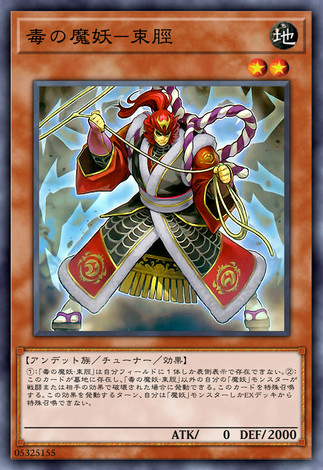 毒の魔妖－束脛
地
【アンデット族／チューナー／効果】
①：「毒の魔妖-束脛」は自分フィールドに１体しか表側表示で存在できない。②：
このカードが墓地に存在し、「毒の魔妖-束脛」以外の自分の「魔妖」モンスターが
戦闘または相手の効果で破壊された場合に発動できる。このカードを特殊召喚
する。この効果を発動するターン、自分は「魔妖」モンスターしかEXデッキから
特殊召喚できない。
ATK/ 0 DEF/2000
05325155